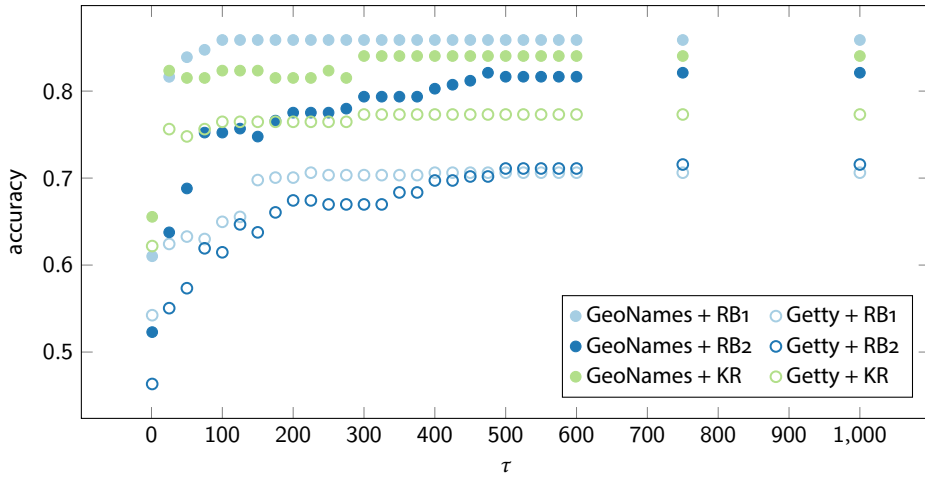 0.8
0.7
0.6
0.5
accuracy
GeoNames + RB1 Getty + RB1
GeoNames + RB2 Getty + RB2
GeoNames + KR Getty + KR
0 100 200 300 400 500 600 700 800 900 1,000
τ